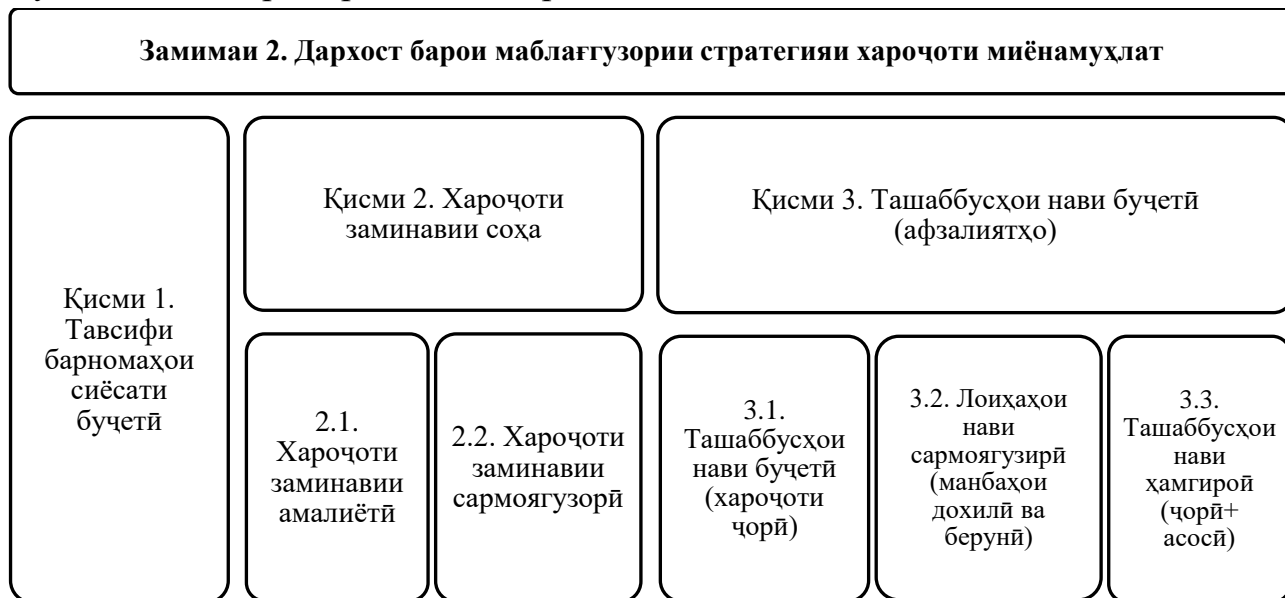 Замимаи 2. Дархост барои маблағгузории стратегияи хароҷоти миёнамуҳлат
Қисми 1.
Тавсифи
барномаҳои
сиёсати
буҷетӣ
Қисми 2. Хароҷоти
заминавии соҳа
2.1.
Хароҷоти
заминавии
амалиётӣ
2.2. Хароҷоти
заминавии
сармоягузорӣ
Қисми 3. Ташаббусҳои нави буҷетӣ
(афзалиятҳо)
3.1.
Ташаббусҳои
нави буҷетӣ
(хароҷоти
ҷорӣ)
3.2. Лоиҳаҳои
нави
сармоягузирӣ
(манбаҳои
дохилӣ ва
берунӣ)
3.3.
Ташаббусҳои
нави
ҳамгирой
(ҷорӣ+
асосӣ)